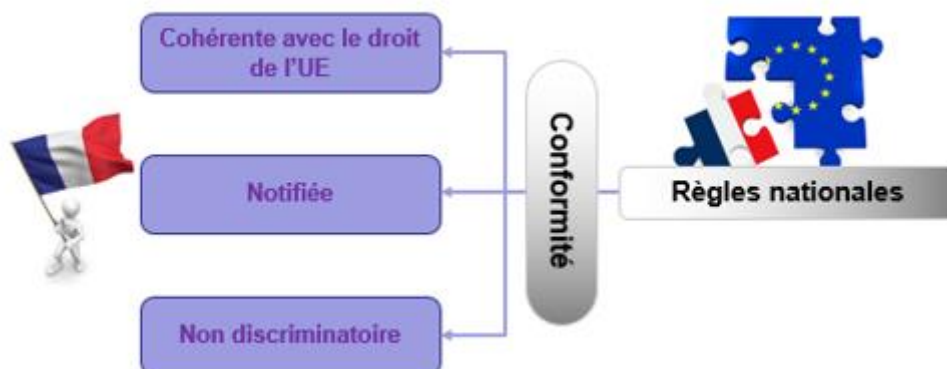 Cohérente avec le droit
de l'UE
Notifiée
Non discriminatoire
Conformité
Règles nationales